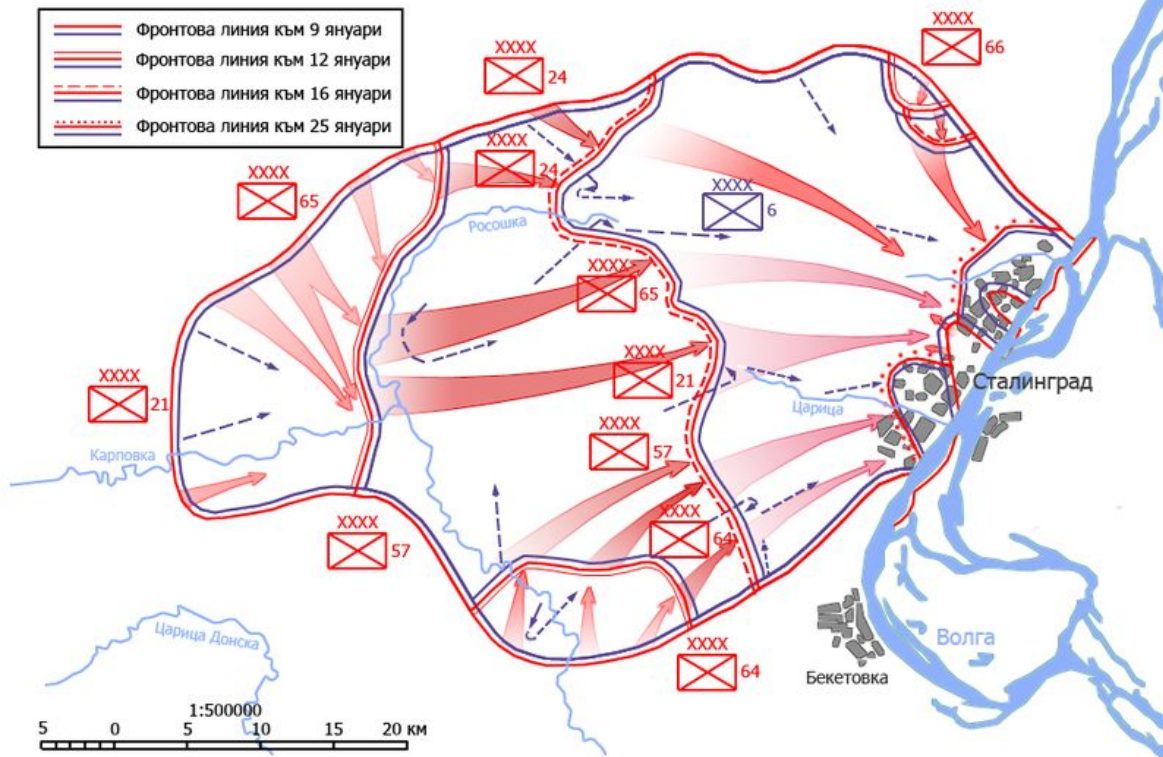 Фронтова линия към 9 януари
Фронтова линия към 12 януари
Фронтова линия към 16 януари
Фронтова линия към 25 януари
XXXX
66
XXXX
24
XXXX
24
XXXX
65
XXXX
6
Росошка
XXXX
65
XXXX
21
XXXX
21
Сталинград
Царица
XXXX
57
Карповка
XXXX
57
XXXX
64
XXXX
64
Царица Донска
Волга
Бекетовка
1:500000
5 0 5 10 15 20 км